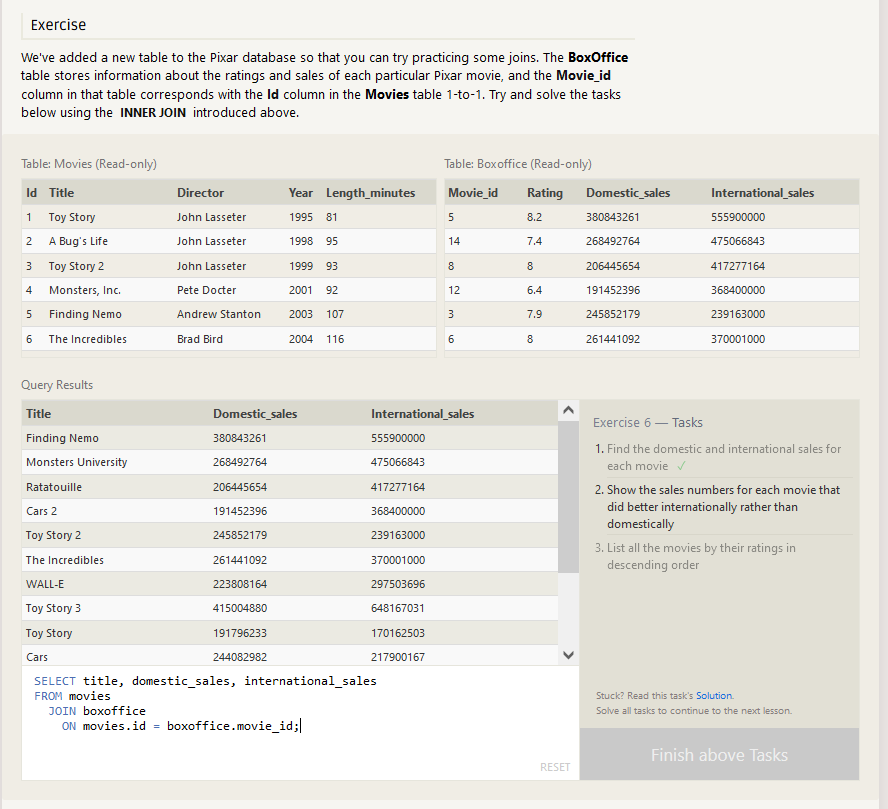 Exercise
We've added a new table to the Pixar database so that you can try practicing some joins. The BoxOffice
table stores information about the ratings and sales of each particular Pixar movie, and the Movie_id
column in that table corresponds with the Id column in the Movies table 1-to-1. Try and solve the tasks
below using the INNER JOIN introduced above.
Table: Movies (Read-only)
Id Title Director Year Length_minutes
1 Toy Story John Lasseter 1995 81
2 A Bug's Life John Lasseter 1998 95
3 Toy Story 2 John Lasseter 1999 93
4 Monsters, Inc. Pete Docter 2001 92
5 Finding Nemo Andrew Stanton 2003 107
6 The Incredibles Brad Bird 2004 116
Table: Boxoffice (Read-only)
Movie_id Rating Domestic_sales International_sales
5 8.2 380843261 555900000
14 7.4 268492764 475066843
8 8 206445654 417277164
12 6.4 191452396 368400000
3 7.9 245852179 239163000
6 8 261441092 370001000
Query Results
Title Domestic_sales International_sales
Finding Nemo 380843261 555900000
Monsters University 268492764 475066843
Ratatouille 206445654 417277164
Cars 2 191452396 368400000
Toy Story 2 245852179 239163000
The Incredibles 261441092 370001000
WALL-E 223808164 297503696
Toy Story 3 415004880 648167031
Toy Story 191796233 170162503
Cars 244082982 217900167
SELECT title, domestic_sales, international_sales
FROM movies
JOIN boxoffice
ON movies.id = boxoffice.movie_id;
RESET
Exercise 6 — Tasks
1. Find the domestic and international sales for
each movie ✓
2. Show the sales numbers for each movie that
did better internationally rather than
domestically
3. List all the movies by their ratings in
descending order
Stuck? Read this task's Solution.
Solve all tasks to continue to the next lesson.
Finish above Tasks